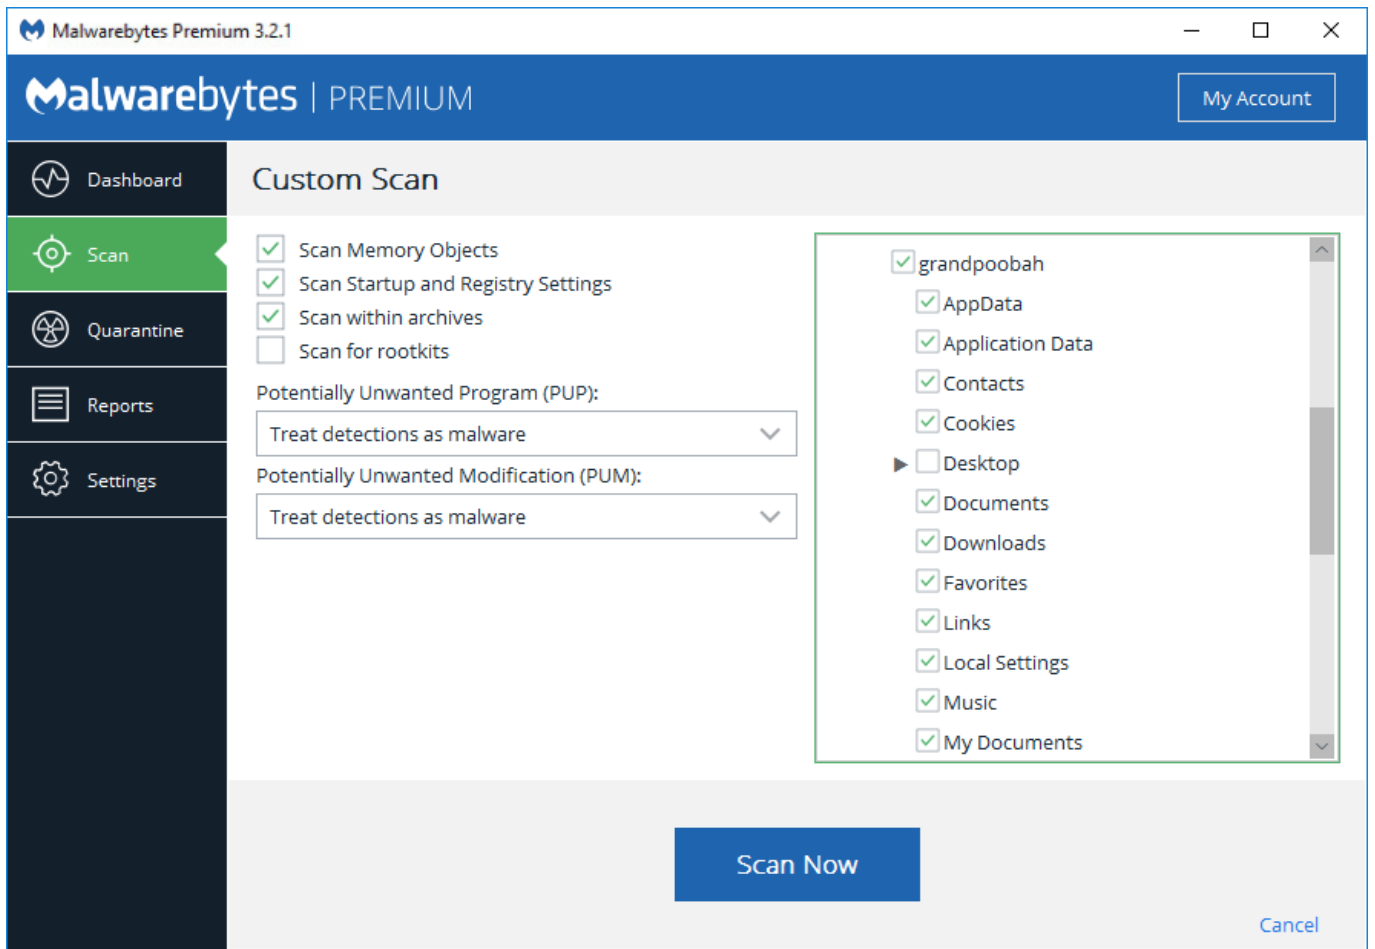 Malwarebytes Premium 3.2.1
Malwarebytes | PREMIUM
My Account
Dashboard
Scan
Quarantine
Reports
Settings
Custom Scan
Scan Memory Objects
Scan Startup and Registry Settings
Scan within archives
Scan for rootkits
Potentially Unwanted Program (PUP):
Treat detections as malware
Potentially Unwanted Modification (PUM):
Treat detections as malware
grandpoobah
AppData
Application Data
Contacts
Cookies
Desktop
Documents
Downloads
Favorites
Links
Local Settings
Music
My Documents
Scan Now
Cancel